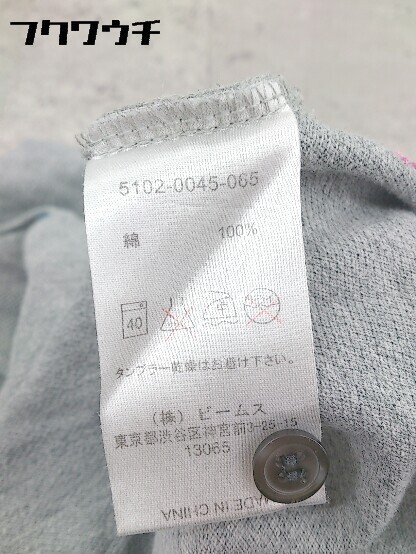 フクワウチ
5102-0045-065
綿 100%
40
タンブラー乾燥はお避け下さい。
(株) ビームス
東京都渋谷区神宮前3-25-15
13065
MADE IN CHINA